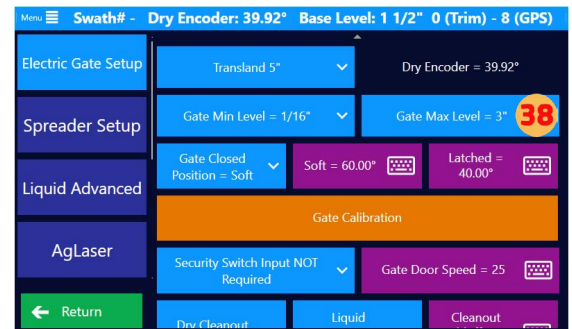 Menu Swath# - Dry Encoder: 39.92° Base Level: 1 1/2" 0 (Trim) - 8 (GPS)
Electric Gate Setup
Transland 5"
Dry Encoder = 39.92°
Gate Min Level = 1/16"
Gate Max Level = 3"
38
Spreader Setup
Gate Closed
Position = Soft
Soft = 60.00°
Latched =
40.00°
Liquid Advanced
Gate Calibration
AgLaser
Security Switch Input NOT
Required
Gate Door Speed = 25
Return
Dry Cleanout
Liquid
Cleanout